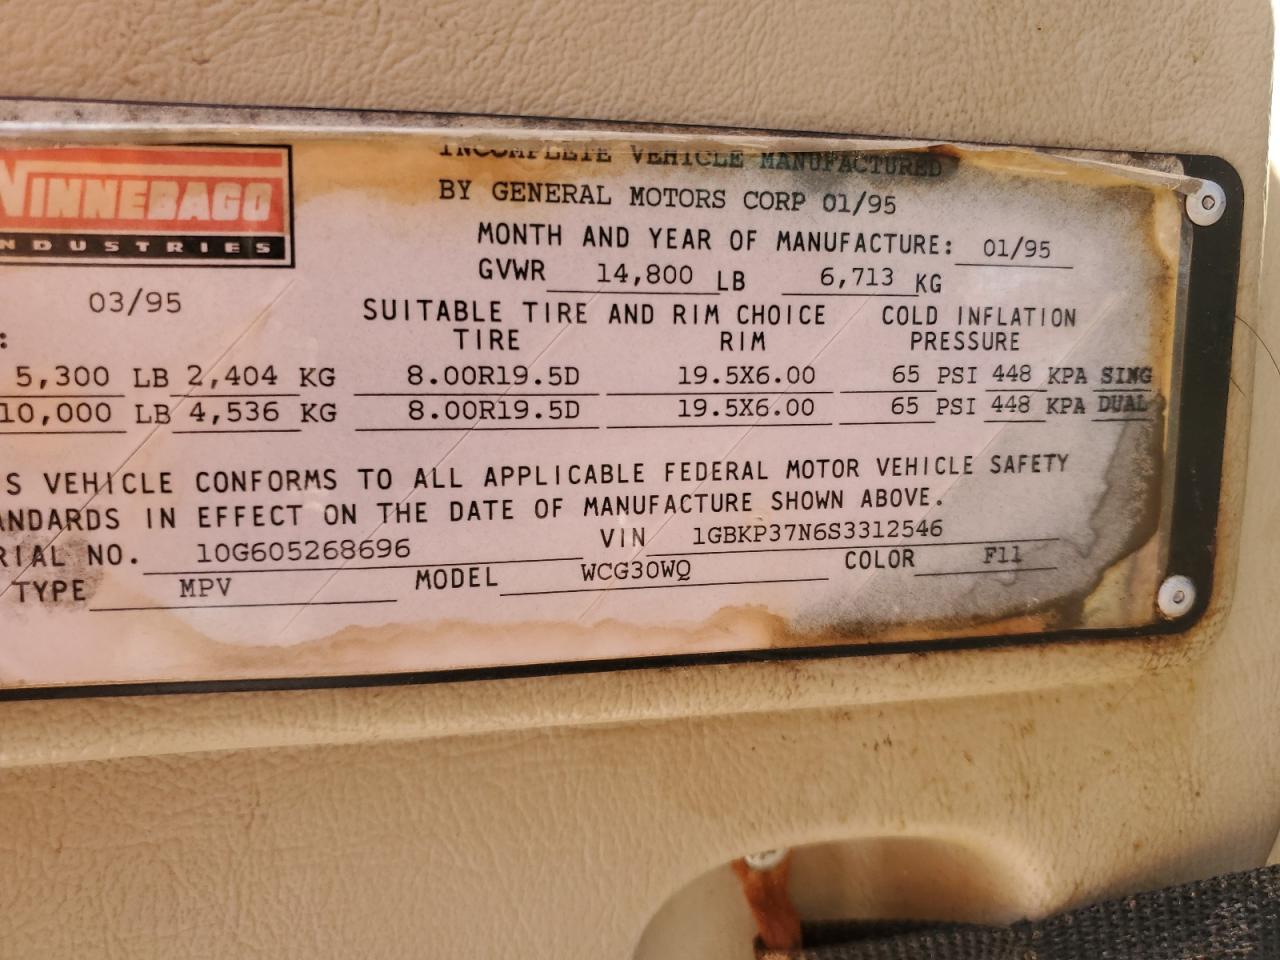 WINNEBAGO
INDUSTRIES
INCOMPLETE VEHICLE MANUFACTURED
BY GENERAL MOTORS CORP 01/95
MONTH AND YEAR OF MANUFACTURE: 01/95
03/95 GVWR 14,800 LB 6,713 KG
: SUITABLE TIRE AND RIM CHOICE COLD INFLATION
TIRE RIM PRESSURE
5,300 LB 2,404 KG 8.00R19.5D 19.5X6.00 65 PSI 448 KPA SING
10,000 LB 4,536 KG 8.00R19.5D 19.5X6.00 65 PSI 448 KPA DUAL
S VEHICLE CONFORMS TO ALL APPLICABLE FEDERAL MOTOR VEHICLE SAFETY
ANDARDS IN EFFECT ON THE DATE OF MANUFACTURE SHOWN ABOVE.
RIAL NO. 10G605268696 VIN 1GBKP37N6S3312546
TYPE MPV MODEL WCG30WQ COLOR F11